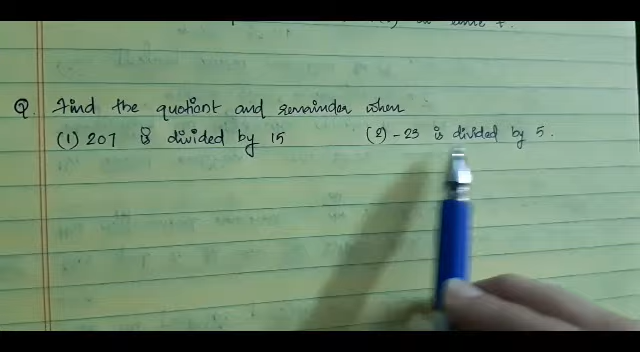 Q. Find the quotient and remainder when
(1) 207 is divided by 15 (2) -23 is divided by 5.